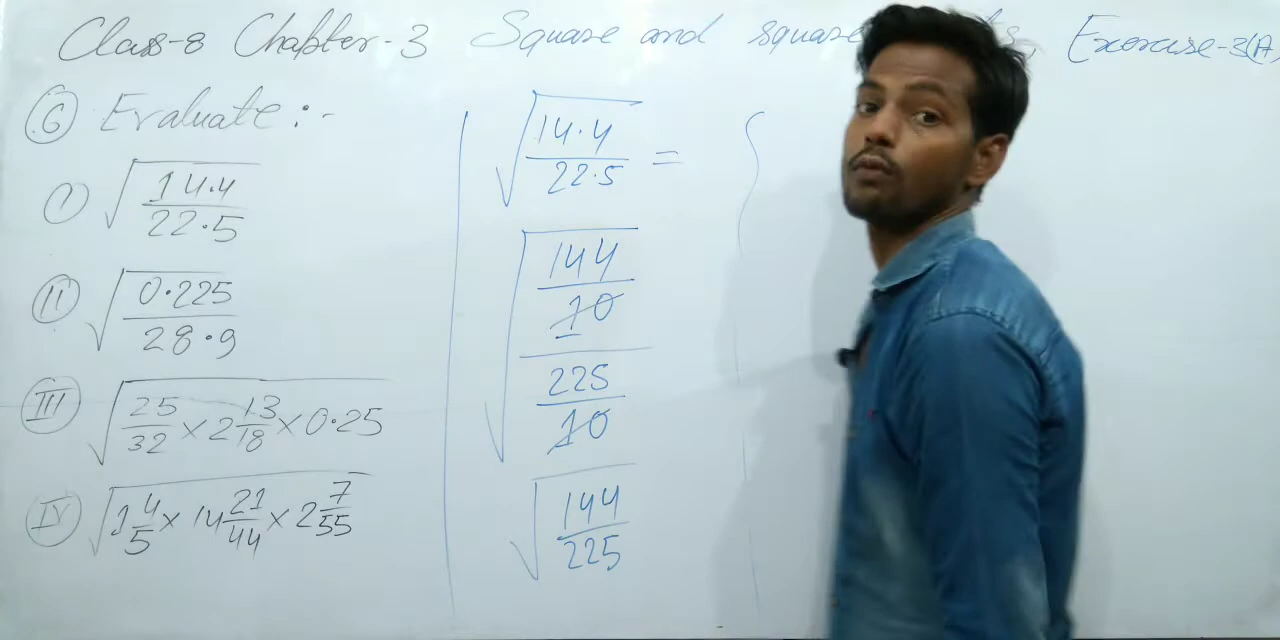 Class-8 Chapter-3 Square and square Exercise-3(A)
6 Evaluate:-
I √(14.4/22.5)
II √(0.225/28.9)
III √(25/32 × 2 13/18 × 0.25)
IV √(1 4/5 × 14 21/44 × 2 7/55)
√(14.4/22.5) =
√((144/10)/(225/10))
√(144/225)